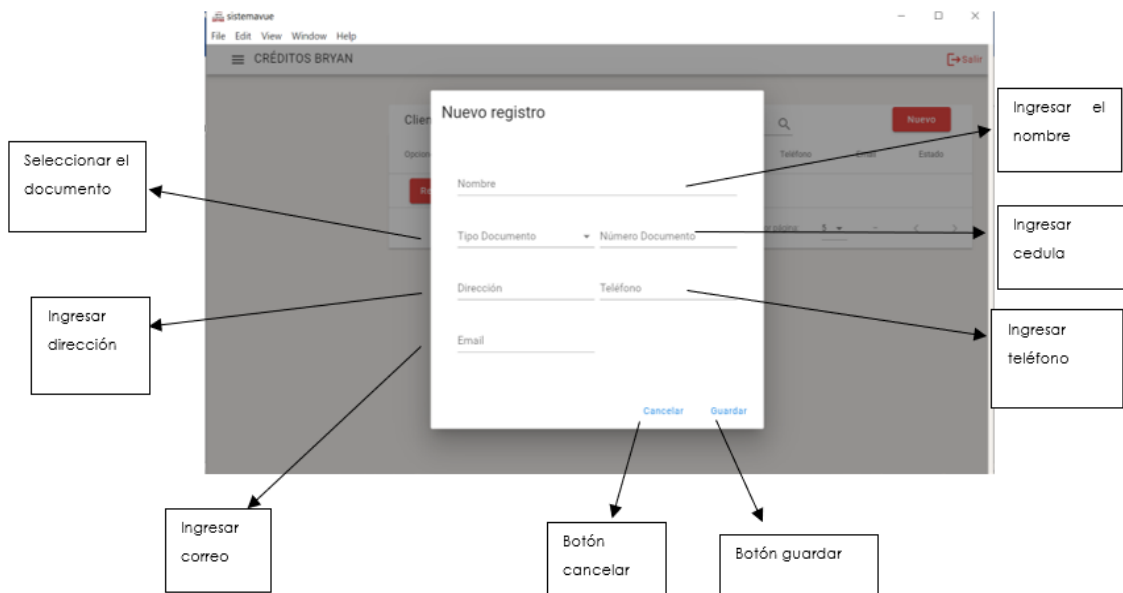 sistemavue
File Edit View Window Help
CRÉDITOS BRYAN
Salir
Nuevo registro
Nuevo
Teléfono Email Estado
Nombre
Tipo Documento Número Documento
página: 5 -
Dirección Teléfono
Email
Cancelar Guardar
Seleccionar el
documento
Ingresar
dirección
Ingresar
correo
Botón
cancelar
Botón guardar
Ingresar el
nombre
Ingresar
cedula
Ingresar
teléfono